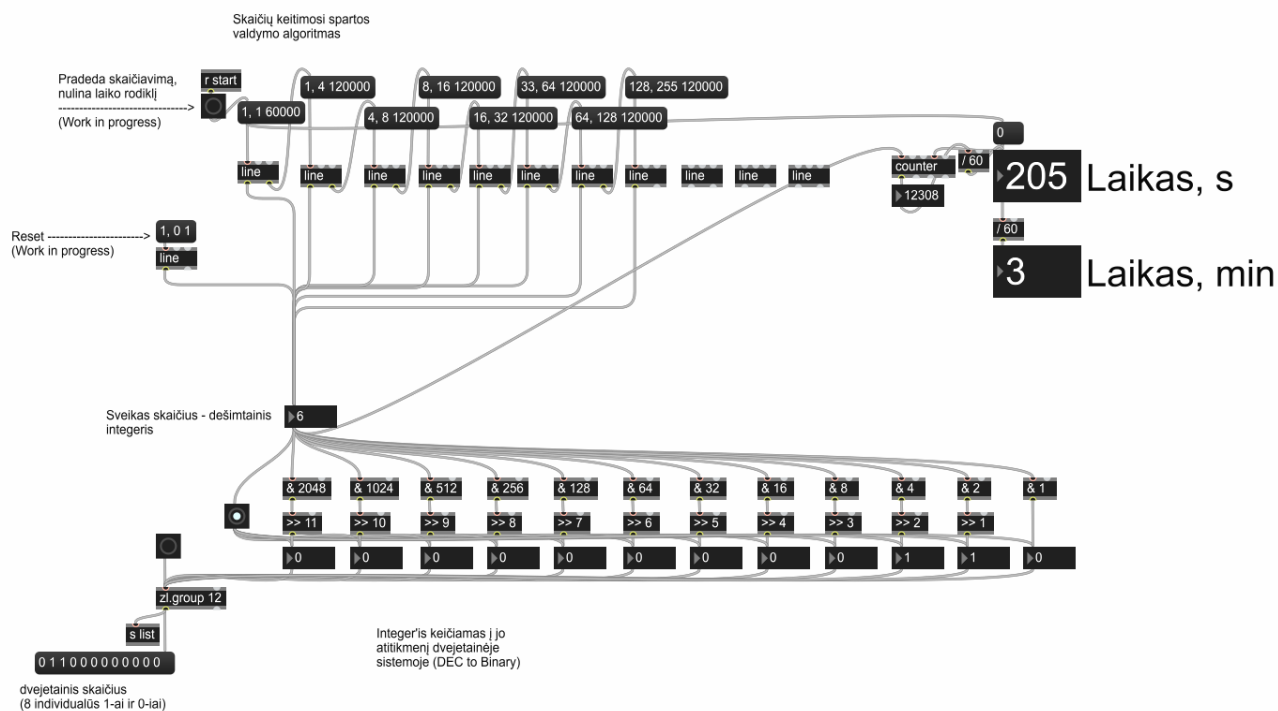 Skaičių keitimosi spartos
valdymo algoritmas
Pradeda skaičiavimą,
nulina laiko rodiklį
-------------------------------->
(Work in progress)
r start
1, 1 60000
1, 4 120000
4, 8 120000
8, 16 120000
16, 32 120000
33, 64 120000
64, 128 120000
128, 255 120000
line
line
line
line
line
line
line
line
line
line
line
counter
/ 60
12308
0
205
Laikas, s
/ 60
3
Laikas, min
Reset ------------------------>
(Work in progress)
1, 0 1
line
Sveikas skaičius - dešimtainis
integeris
6
& 2048
& 1024
& 512
& 256
& 128
& 64
& 32
& 16
& 8
& 4
& 2
& 1
>> 11
>> 10
>> 9
>> 8
>> 7
>> 6
>> 5
>> 4
>> 3
>> 2
>> 1
0
0
0
0
0
0
0
0
0
1
1
0
zl.group 12
s list
0 1 1 0 0 0 0 0 0 0 0 0
dvejetainis skaičius
(8 individualūs 1-ai ir 0-iai)
Integer'is keičiamas į jo
atitikmenį dvejetainėje
sistemoje (DEC to Binary)